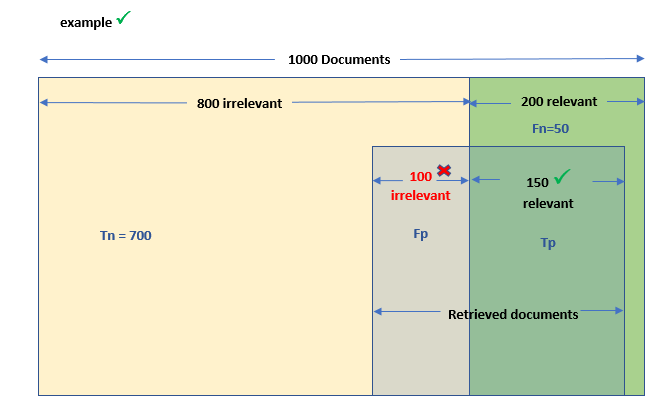 example
1000 Documents
800 irrelevant
200 relevant
Fn=50
100
irrelevant
150
relevant
Tn = 700
Fp
Tp
Retrieved documents